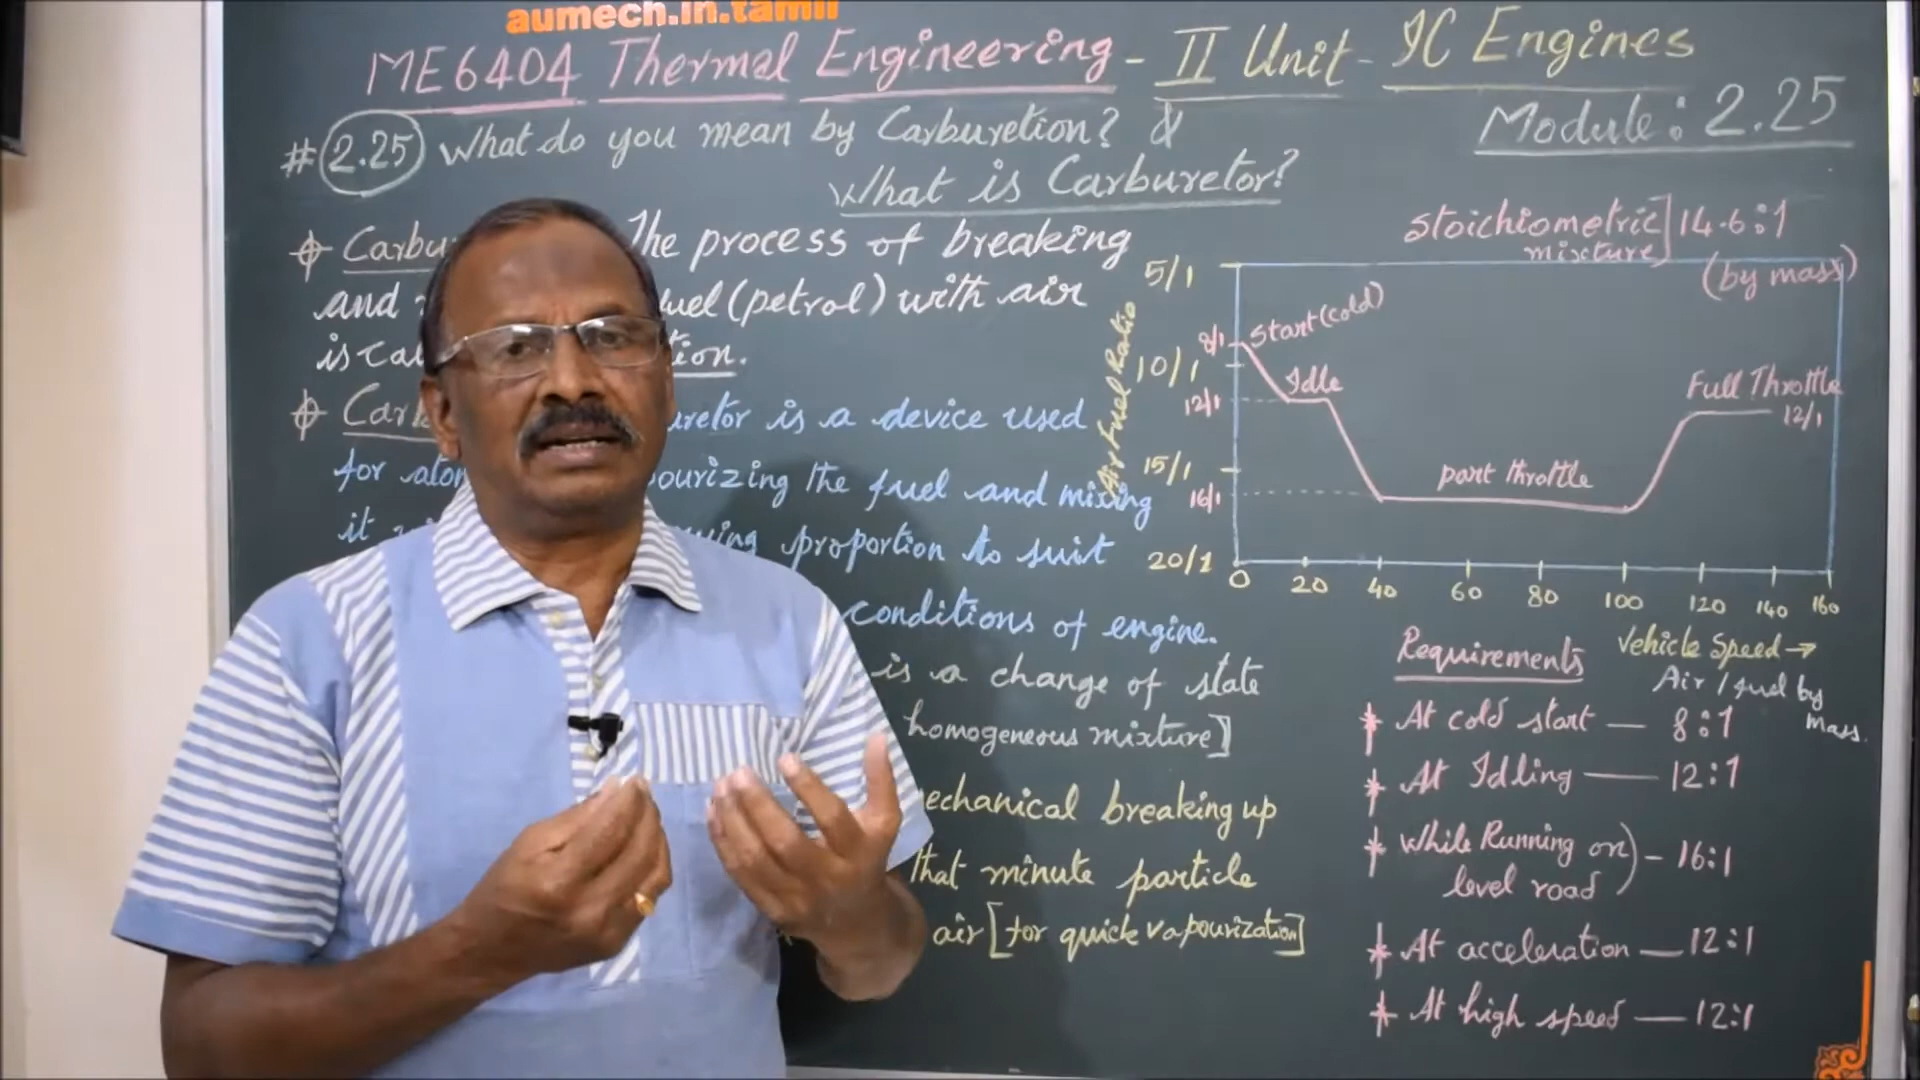 aumech.in.tamil
ME6404 Thermal Engineering - II Unit - IC Engines
Module: 2.25
# 2.25 What do you mean by Carburetion? &
What is Carburetor?
The process of breaking
and (petrol) with air
is
Carburetor is a device used
for the fuel and mixing
it proportion to suit
conditions of engine.
is a change of state
homogeneous mixture]
mechanical breaking up
that minute particle
air [for quick vapourization]
Stoichiometric mixture] 14.6:1
(by mass)
Air Fuel Ratio
5/1
8/1
10/1
12/1
15/1
16/1
20/1
Start (cold)
Idle
part throttle
Full Throttle
12/1
0 20 40 60 80 100 120 140 160
Vehicle Speed →
Requirements
Air / fuel by mass.
* At cold start — 8:1
* At Idling — 12:1
* While Running on level road) - 16:1
* At acceleration — 12:1
* At high speed — 12:1